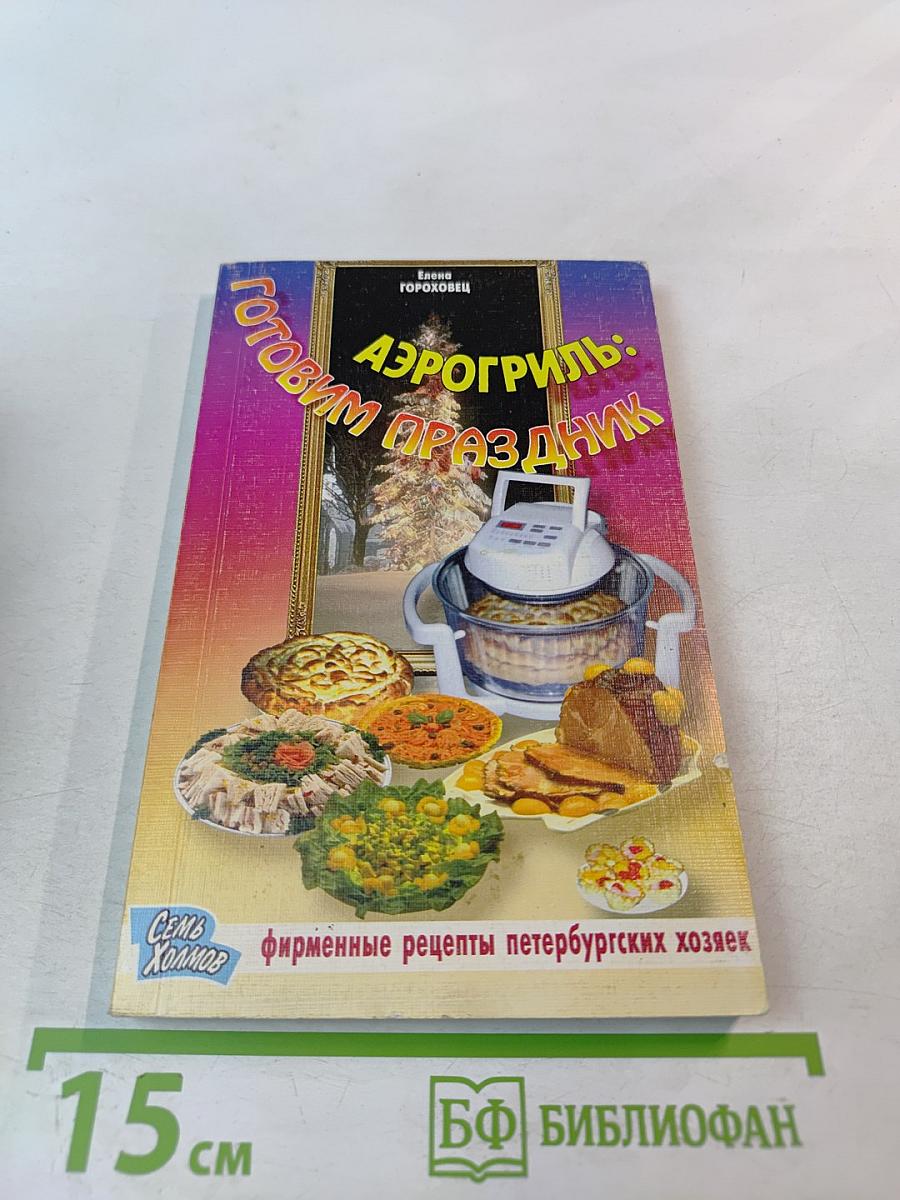 Елена
ГОРОХОВЕЦ
АЭРОГРИЛЬ:
ГОТОВИМ ПРАЗДНИК
СЕМЬ
ХОЛМОВ
фирменные рецепты петербургских хозяек
15 см
БФ БИБЛИОФАН